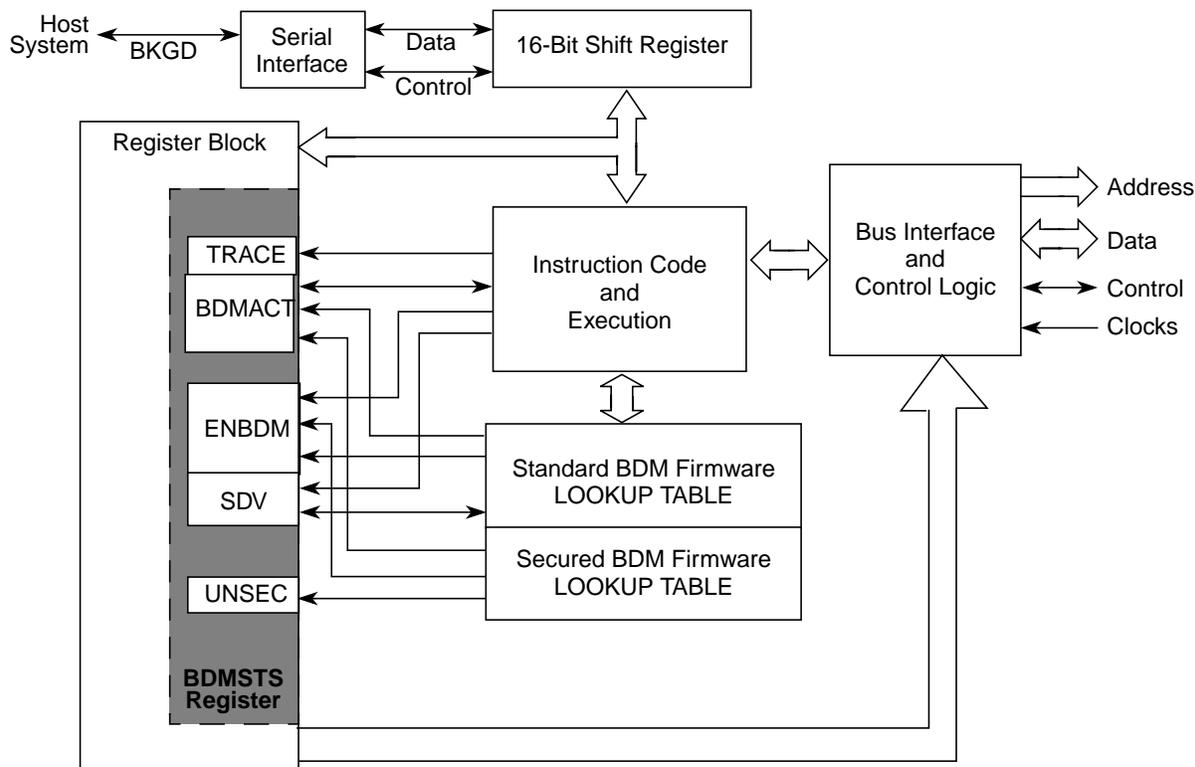 Host
System
BKGD
Serial
Interface
Data
Control
16-Bit Shift Register
Register Block
TRACE
BDMACT
ENBDM
SDV
UNSEC
BDMSTS
Register
Instruction Code
and
Execution
Standard BDM Firmware
LOOKUP TABLE
Secured BDM Firmware
LOOKUP TABLE
Bus Interface
and
Control Logic
Address
Data
Control
Clocks